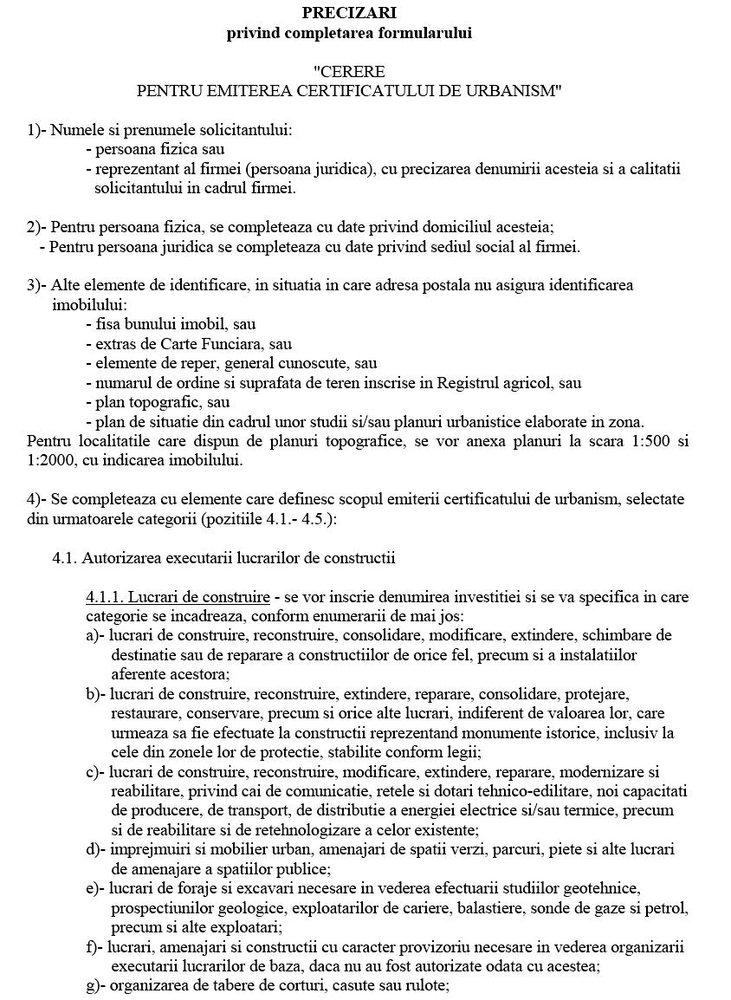 PRECIZARI
privind completarea formularului
"CERERE
PENTRU EMITEREA CERTIFICATULUI DE URBANISM"
1)- Numele si prenumele solicitantului:
- persoana fizica sau
- reprezentant al firmei (persoana juridica), cu precizarea denumirii acesteia si a calitatii
solicitantului in cadrul firmei.
2)- Pentru persoana fizica, se completeaza cu date privind domiciliul acesteia;
- Pentru persoana juridica se completeaza cu date privind sediul social al firmei.
3)- Alte elemente de identificare, in situatia in care adresa postala nu asigura identificarea
imobilului:
- fisa bunului imobil, sau
- extras de Carte Funciara, sau
- elemente de reper, general cunoscute, sau
- numarul de ordine si suprafata de teren inscrise in Registrul agricol, sau
- plan topografic, sau
- plan de situatie din cadrul unor studii si/sau planuri urbanistice elaborate in zona.
Pentru localitatile care dispun de planuri topografice, se vor anexa planuri la scara 1:500 si
1:2000, cu indicarea imobilului.
4)- Se completeaza cu elemente care definesc scopul emiterii certificatului de urbanism, selectate
din urmatoarele categorii (pozitiile 4.1.- 4.5.):
4.1. Autorizarea executarii lucrarilor de constructii
4.1.1. Lucrari de construire - se vor inscrie denumirea investitiei si se va specifica in care
categorie se incadreaza, conform enumerarii de mai jos:
a)- lucrari de construire, reconstruire, consolidare, modificare, extindere, schimbare de
destinatie sau de reparare a constructiilor de orice fel, precum si a instalatiilor
aferente acestora;
b)- lucrari de construire, reconstruire, extindere, reparare, consolidare, protejare,
restaurare, conservare, precum si orice alte lucrari, indiferent de valoarea lor, care
urmeaza sa fie efectuate la constructii reprezentand monumente istorice, inclusiv la
cele din zonele lor de protectie, stabilite conform legii;
c)- lucrari de construire, reconstruire, modificare, extindere, reparare, modernizare si
reabilitare, privind cai de comunicatie, retele si dotari tehnico-edilitare, noi capacitati
de producere, de transport, de distributie a energiei electrice si/sau termice, precum
si de reabilitare si de retehnologizare a celor existente;
d)- imprejmuiri si mobilier urban, amenajari de spatii verzi, parcuri, piete si alte lucrari
de amenajare a spatiilor publice;
e)- lucrari de foraje si excavari necesare in vederea efectuarii studiilor geotehnice,
prospectiunilor geologice, exploatarilor de cariere, balastiere, sonde de gaze si petrol,
precum si alte exploatari;
f)- lucrari, amenajari si constructii cu caracter provizoriu necesare in vederea organizarii
executarii lucrarilor de baza, daca nu au fost autorizate odata cu acestea;
g)- organizarea de tabere de corturi, casute sau rulote;